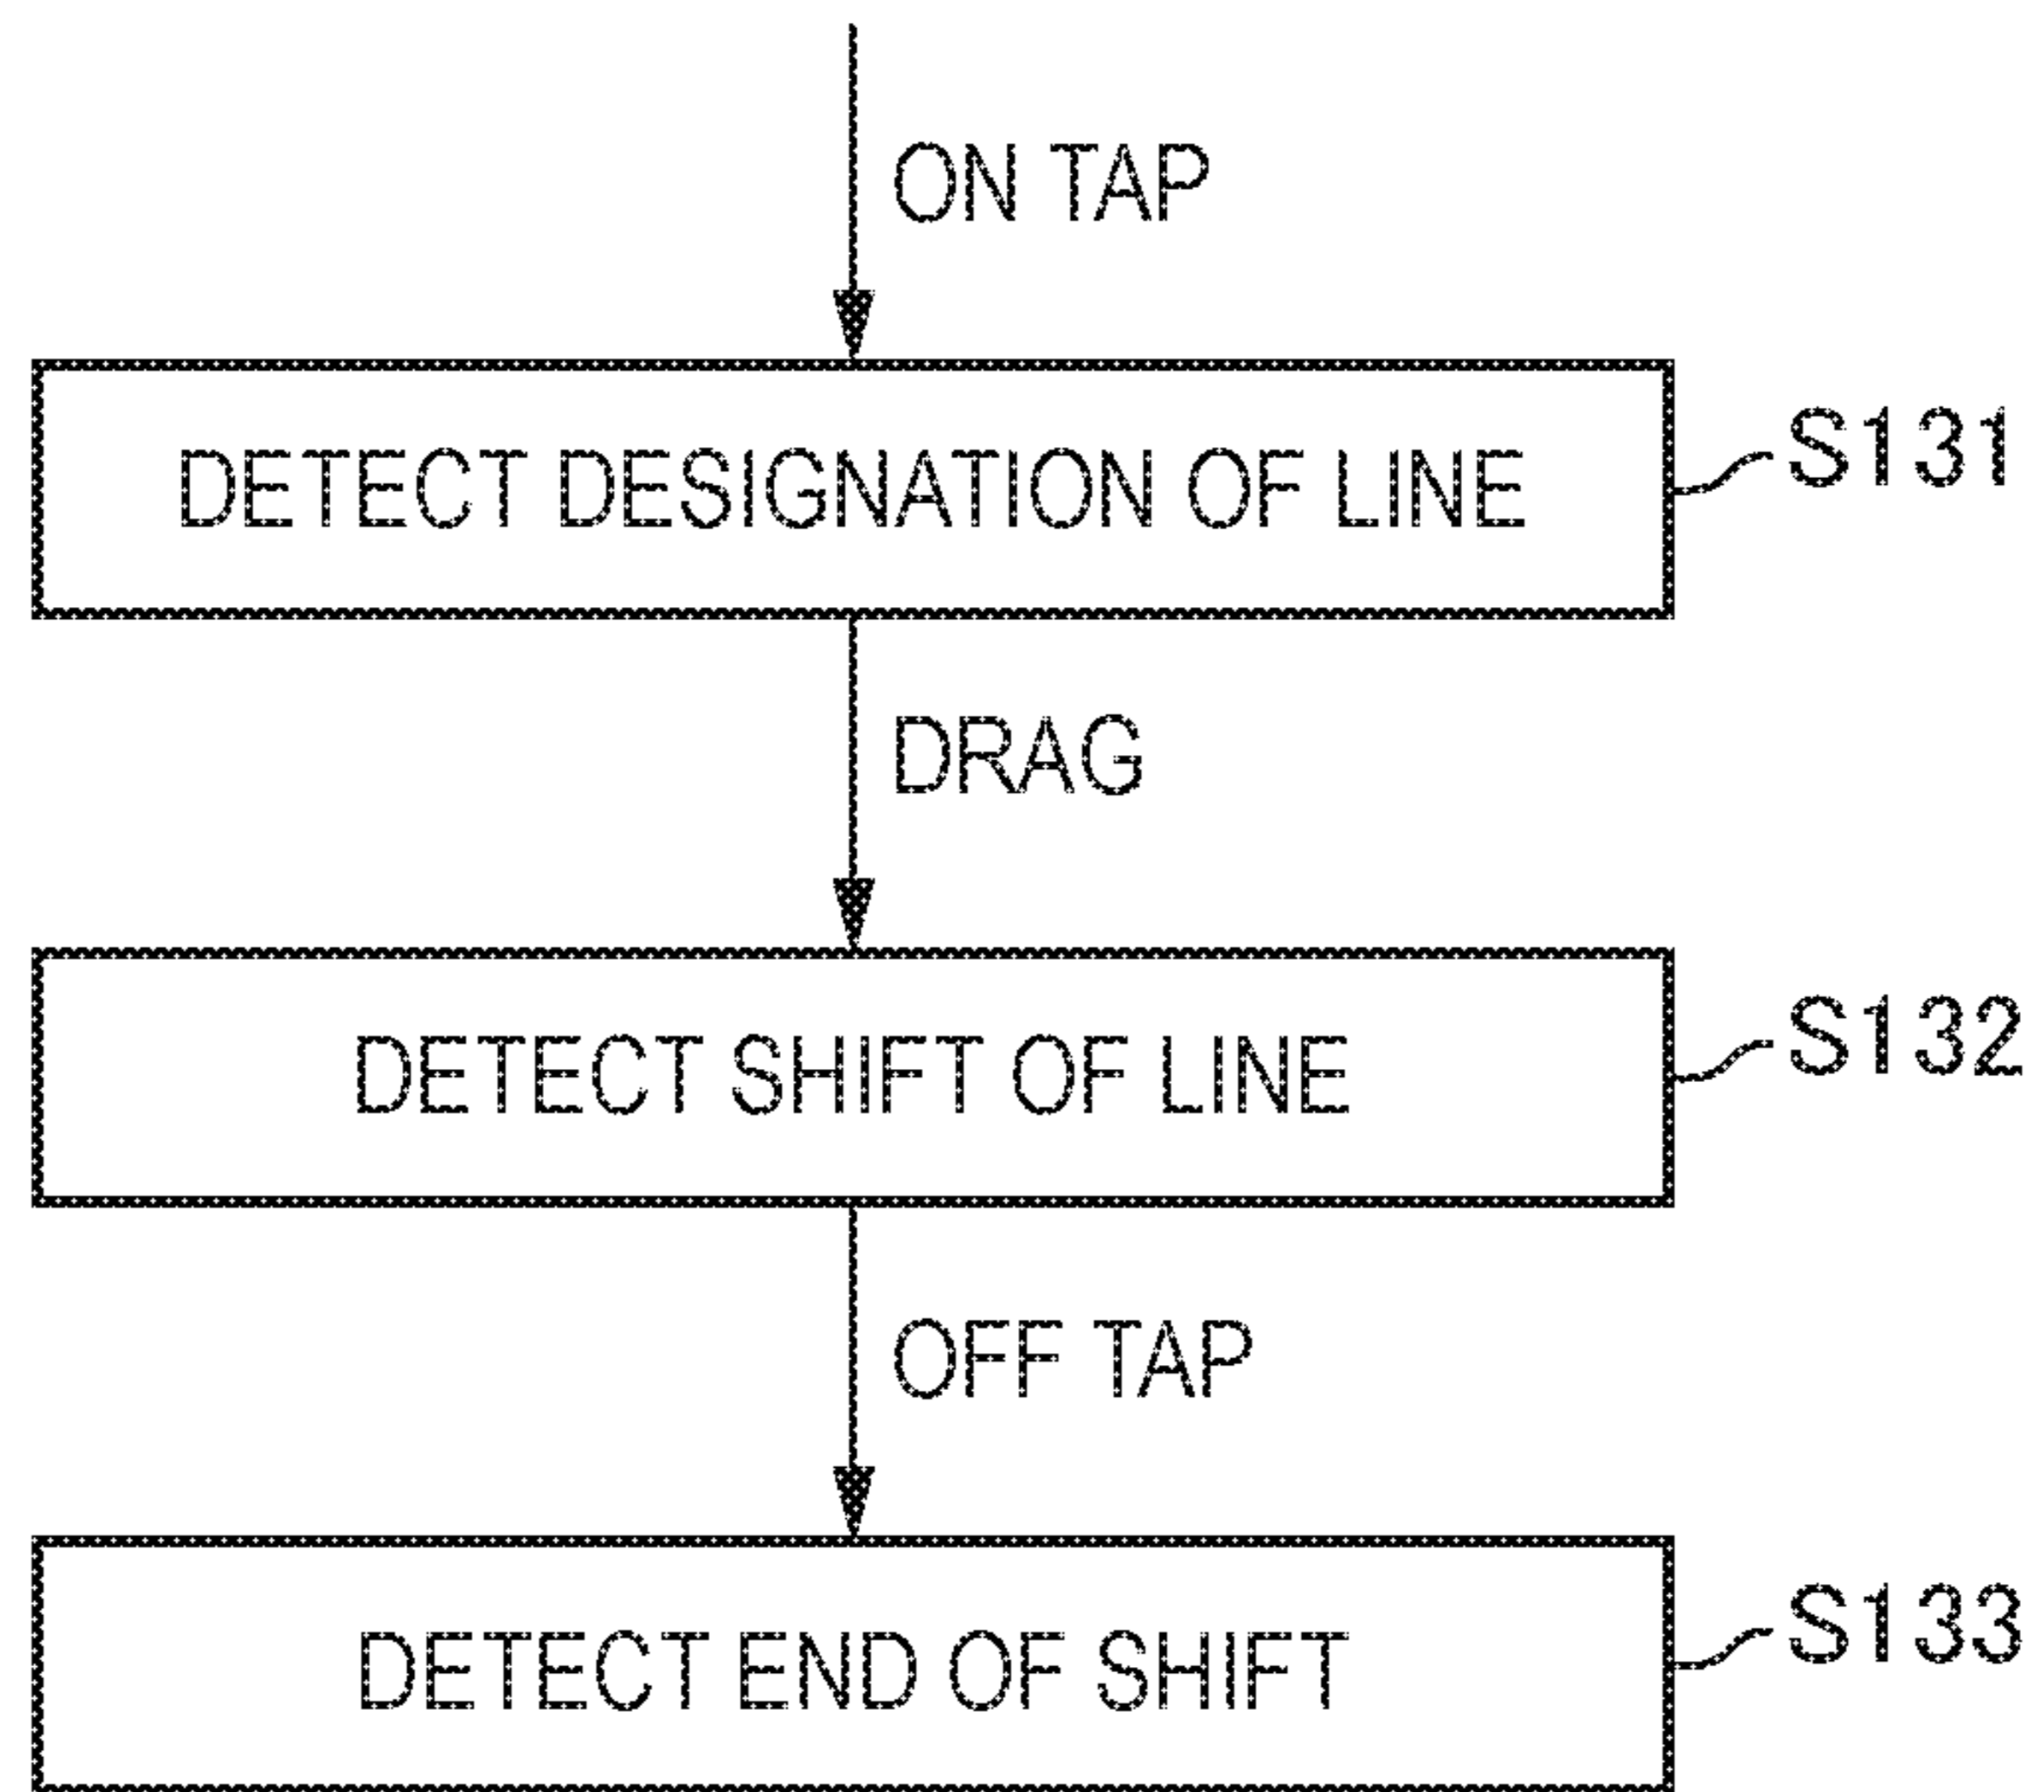 ON TAP
DETECT DESIGNATION OF LINE
S131
DRAG
DETECT SHIFT OF LINE
S132
OFF TAP
DETECT END OF SHIFT
S133